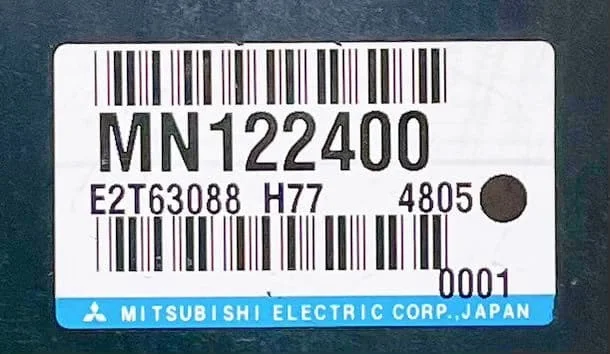 MN122400
E2T63088 H77 4805
0001
MITSUBISHI ELECTRIC CORP.,JAPAN